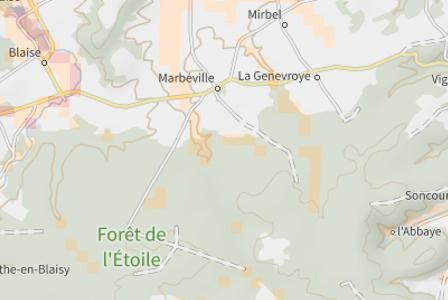 Mirbel
Blaise
Marbéville
La Genevroye
Vig
Soncour
l'Abbaye
Forêt de
l'Étoile
the-en-Blaisy